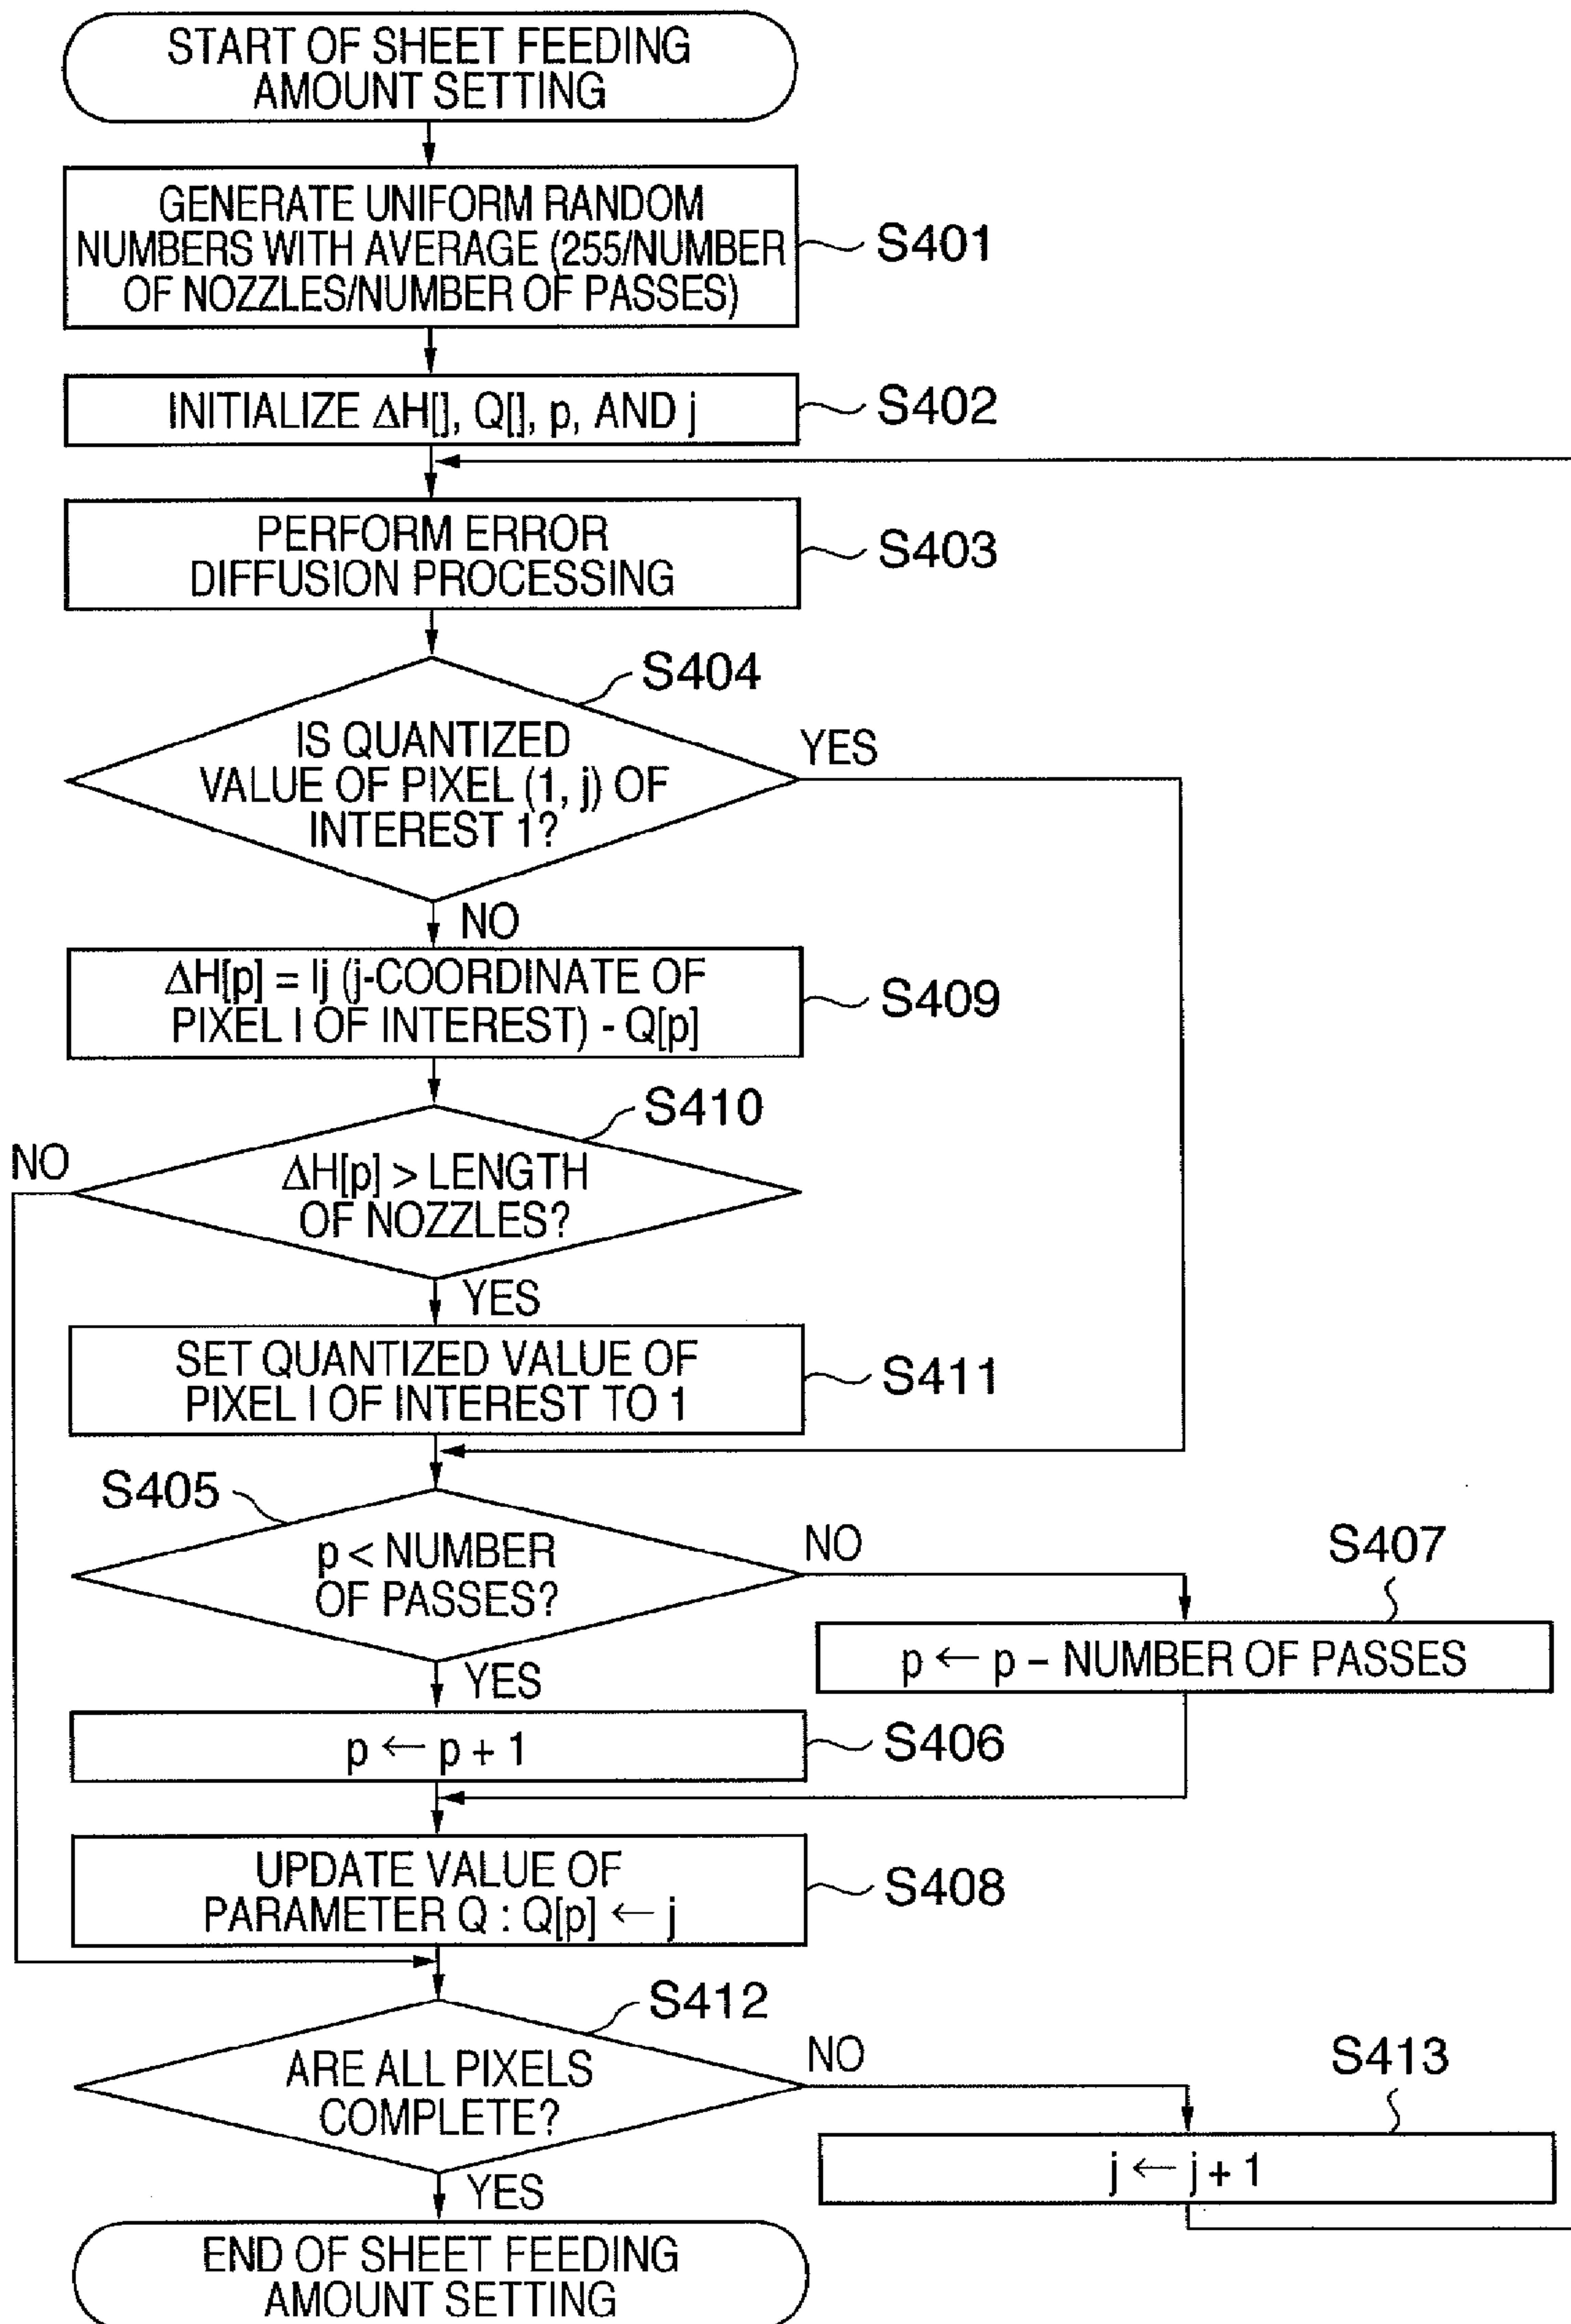 START OF SHEET FEEDING
AMOUNT SETTING
GENERATE UNIFORM RANDOM
NUMBERS WITH AVERAGE (255/NUMBER
OF NOZZLES/NUMBER OF PASSES)
S401
INITIALIZE ΔH[], Q[], p, AND j
S402
PERFORM ERROR
DIFFUSION PROCESSING
S403
S404
IS QUANTIZED
VALUE OF PIXEL (1, j) OF
INTEREST 1?
YES
NO
ΔH[p] = Ij (j-COORDINATE OF
PIXEL I OF INTEREST) - Q[p]
S409
S410
NO
ΔH[p] > LENGTH
OF NOZZLES?
YES
SET QUANTIZED VALUE OF
PIXEL I OF INTEREST TO 1
S411
S405
p < NUMBER
OF PASSES?
NO
S407
p ← p – NUMBER OF PASSES
YES
p ← p + 1
S406
UPDATE VALUE OF
PARAMETER Q : Q[p] ← j
S408
S412
ARE ALL PIXELS
COMPLETE?
NO
S413
j ← j + 1
YES
END OF SHEET FEEDING
AMOUNT SETTING